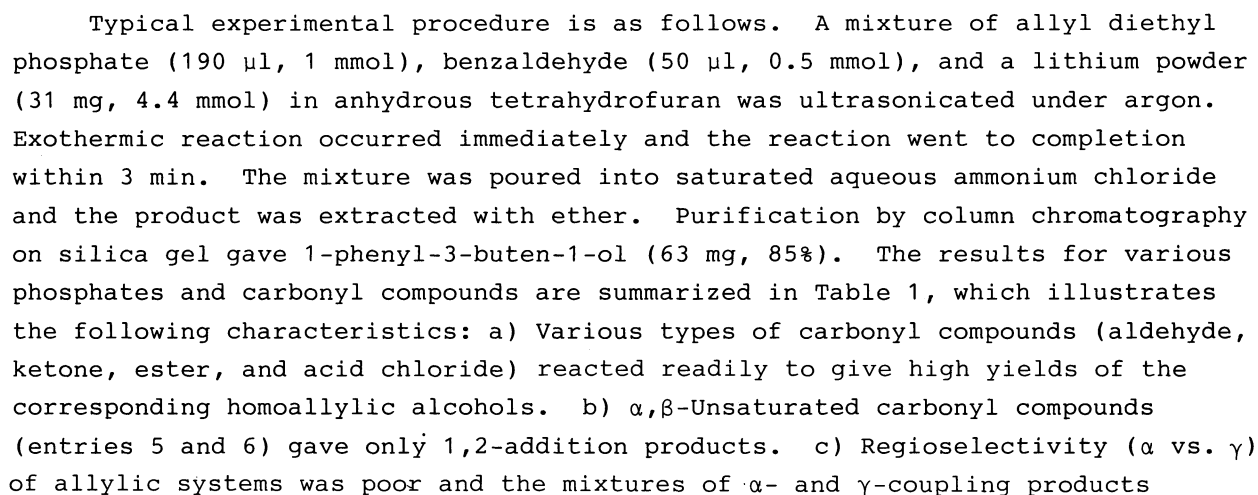 Typical experimental procedure is as follows. A mixture of allyl diethyl
phosphate (190 μl, 1 mmol), benzaldehyde (50 μl, 0.5 mmol), and a lithium powder
(31 mg, 4.4 mmol) in anhydrous tetrahydrofuran was ultrasonicated under argon.
Exothermic reaction occurred immediately and the reaction went to completion
within 3 min. The mixture was poured into saturated aqueous ammonium chloride
and the product was extracted with ether. Purification by column chromatography
on silica gel gave 1-phenyl-3-buten-1-ol (63 mg, 85%). The results for various
phosphates and carbonyl compounds are summarized in Table 1, which illustrates
the following characteristics: a) Various types of carbonyl compounds (aldehyde,
ketone, ester, and acid chloride) reacted readily to give high yields of the
corresponding homoallylic alcohols. b) α,β-Unsaturated carbonyl compounds
(entries 5 and 6) gave only 1,2-addition products. c) Regioselectivity (α vs. γ)
of allylic systems was poor and the mixtures of α- and γ-coupling products